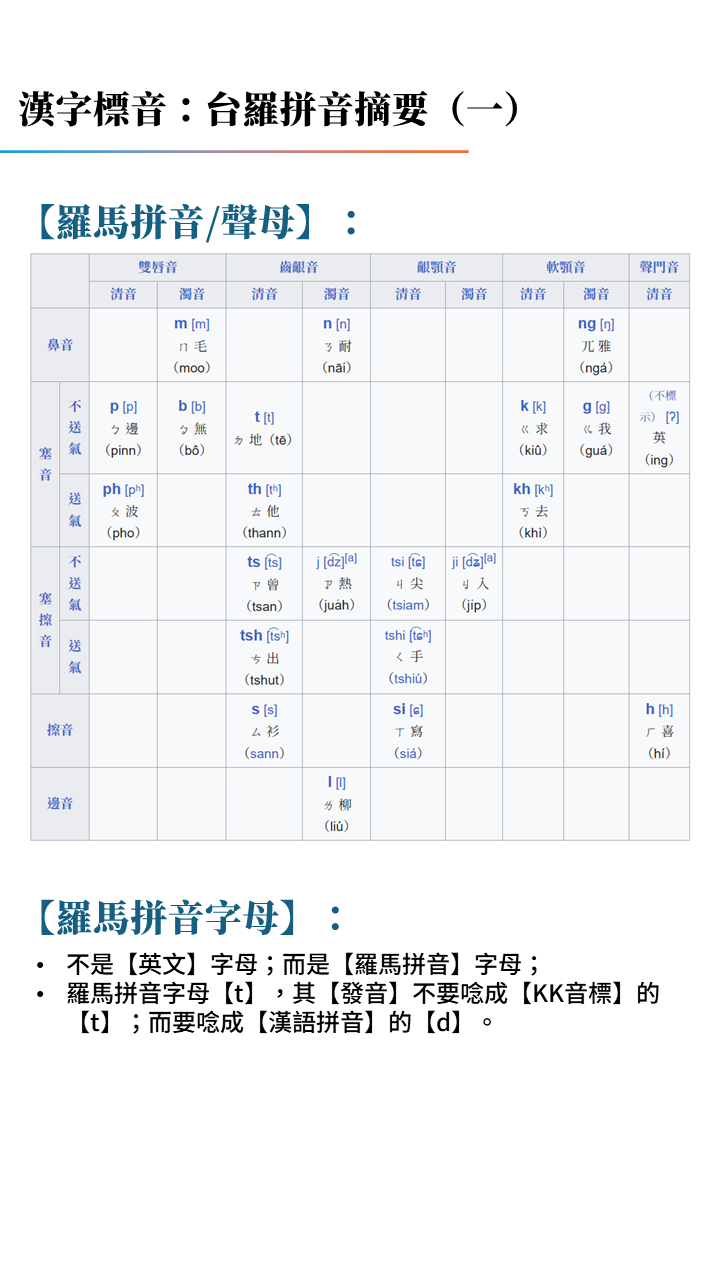 漢字標音：台羅拼音摘要（一）
【羅馬拼音/聲母】：
雙唇音 齒齦音 齦顎音 軟顎音 聲門音
清音 濁音 清音 濁音 清音 濁音 清音 濁音 清音
鼻音
m [m]
ㄇ 毛
（moo）
n [n]
ㄋ 耐
（nāi）
ng [ŋ]
ㄫ 雅
（ngá）
塞音
不送氣
p [p]
ㄅ 邊
（pinn）
b [b]
ㆠ 無
（bô）
t [t]
ㄉ 地（tē）
k [k]
ㄍ 求
（kiû）
g [g]
ㆣ 我
（guá）
（不標
示） [ʔ]
英
（ing）
送氣
ph [pʰ]
ㄆ 波
（pho）
th [tʰ]
ㄊ 他
（thann）
kh [kʰ]
ㄎ 去
（khì）
塞擦音
不送氣
ts [t͡s]
ㄗ 曾
（tsan）
j [d͡z][a]
ㆡ 熱
（jua̍h）
tsi [t͡ɕ]
ㄐ 尖
（tsiam）
ji [d͡ʑ][a]
ㆢ 入
（ji̍p）
送氣
tsh [t͡sʰ]
ㄘ 出
（tshut）
tshi [t͡ɕʰ]
ㄑ 手
（tshiú）
擦音
s [s]
ㄙ 衫
（sann）
si [ɕ]
ㄒ 寫
（siá）
h [h]
ㄏ 喜
（hí）
邊音
l [l]
ㄌ 柳
（liú）
【羅馬拼音字母】：
• 不是【英文】字母；而是【羅馬拼音】字母；
• 羅馬拼音字母【t】，其【發音】不要唸成【KK音標】的
【t】；而要唸成【漢語拼音】的【d】。